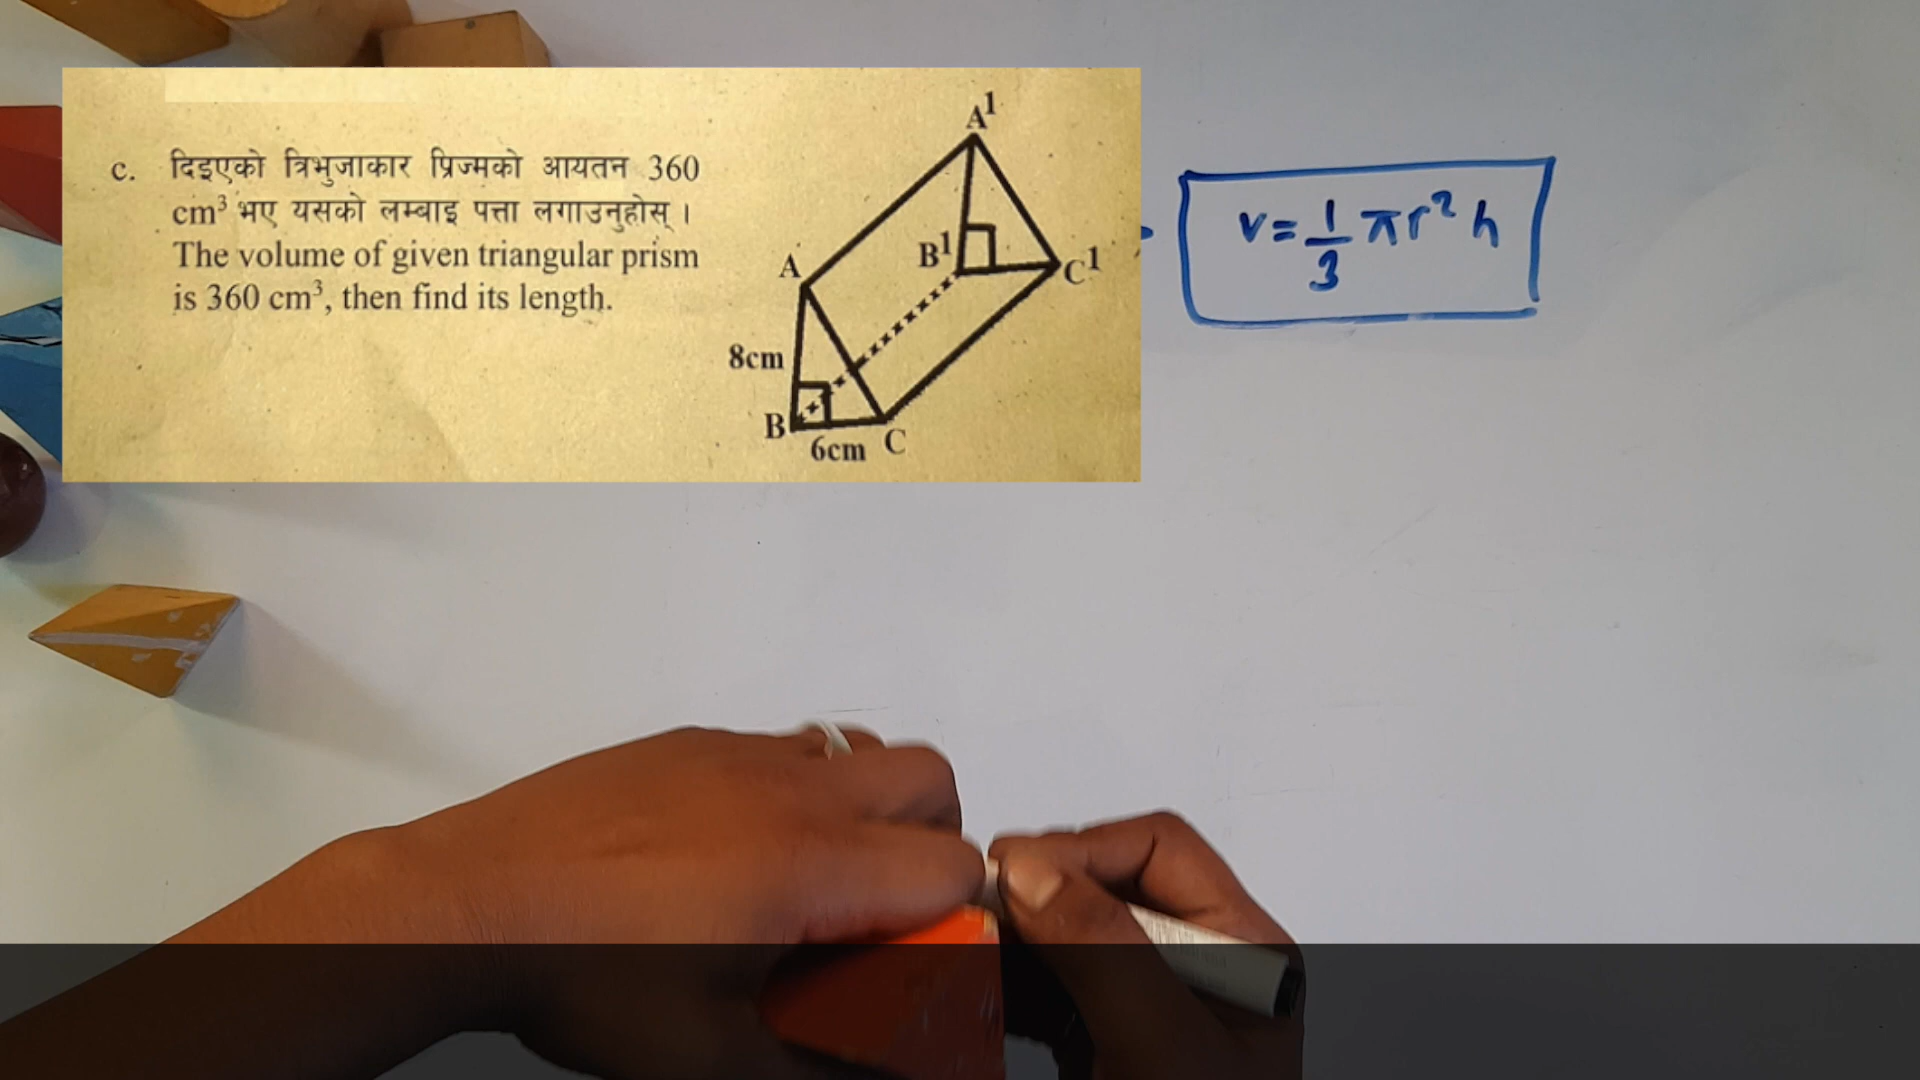 c. दिइएको त्रिभुजाकार प्रिज्मको आयतन 360
cm³ भए यसको लम्बाइ पत्ता लगाउनुहोस् ।
The volume of given triangular prism
is 360 cm³, then find its length.
A¹
B¹
C¹
A
8cm
B
6cm
C
v = 1/3 πr² h